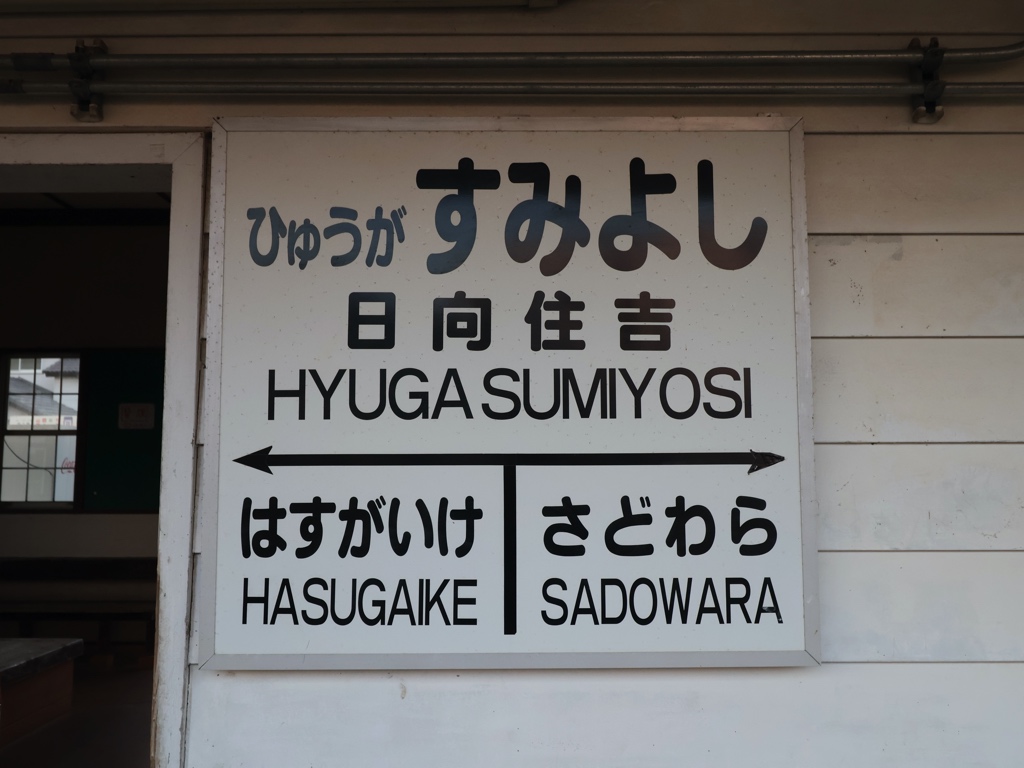 ひゅうが すみよし
日向住吉
HYUGA SUMIYOSI
はすがいけ さどわら
HASUGAIKE SADOWARA